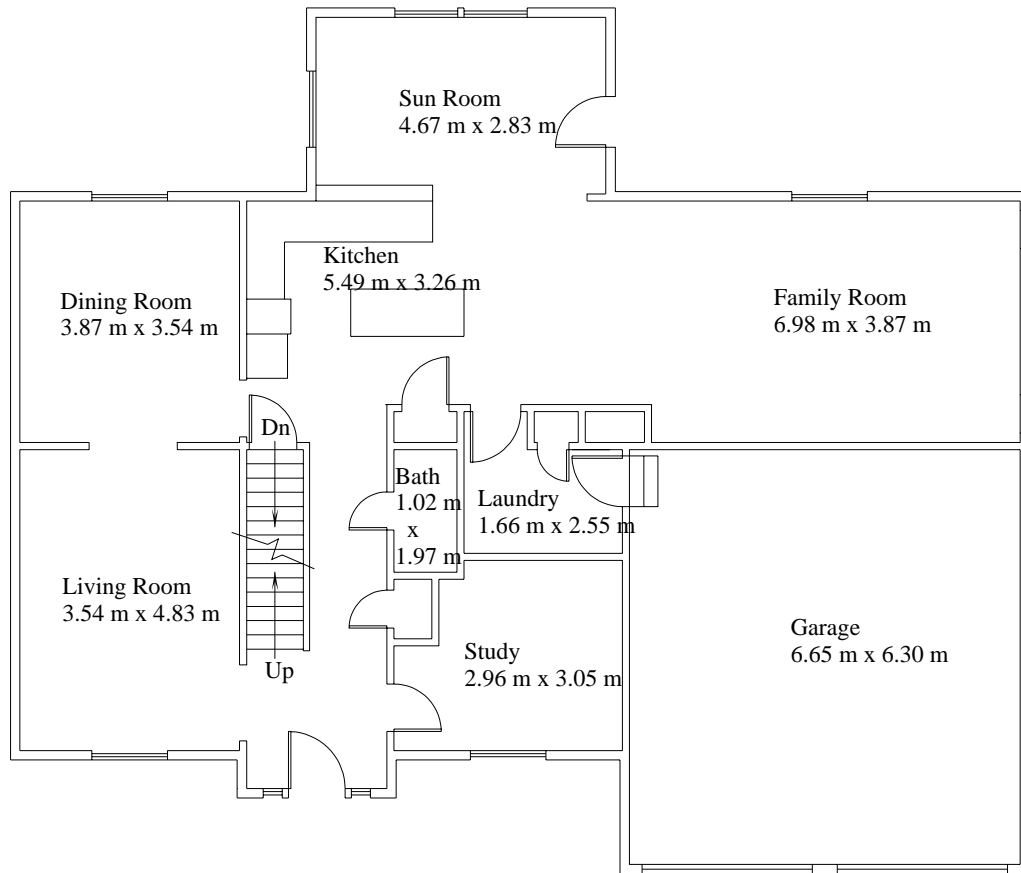 Sun Room
4.67 m x 2.83 m
Kitchen
5.49 m x 3.26 m
Dining Room
3.87 m x 3.54 m
Family Room
6.98 m x 3.87 m
Dn
Bath
1.02 m
x
1.97 m
Laundry
1.66 m x 2.55 m
Living Room
3.54 m x 4.83 m
Up
Study
2.96 m x 3.05 m
Garage
6.65 m x 6.30 m